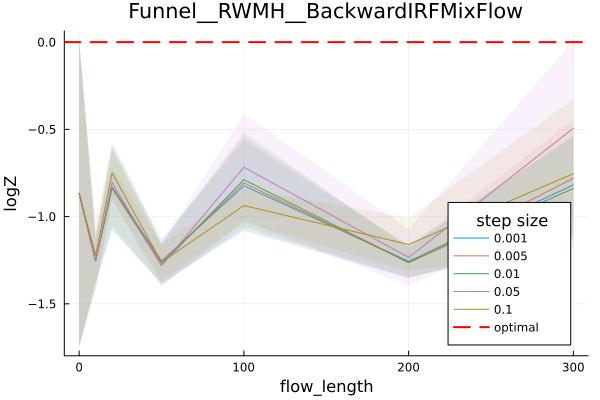 Funnel__RWMH__BackwardIRFMixFlow
logZ
0.0
−0.5
−1.0
−1.5
0
100
200
300
flow_length
step size
0.001
0.005
0.01
0.05
0.1
optimal